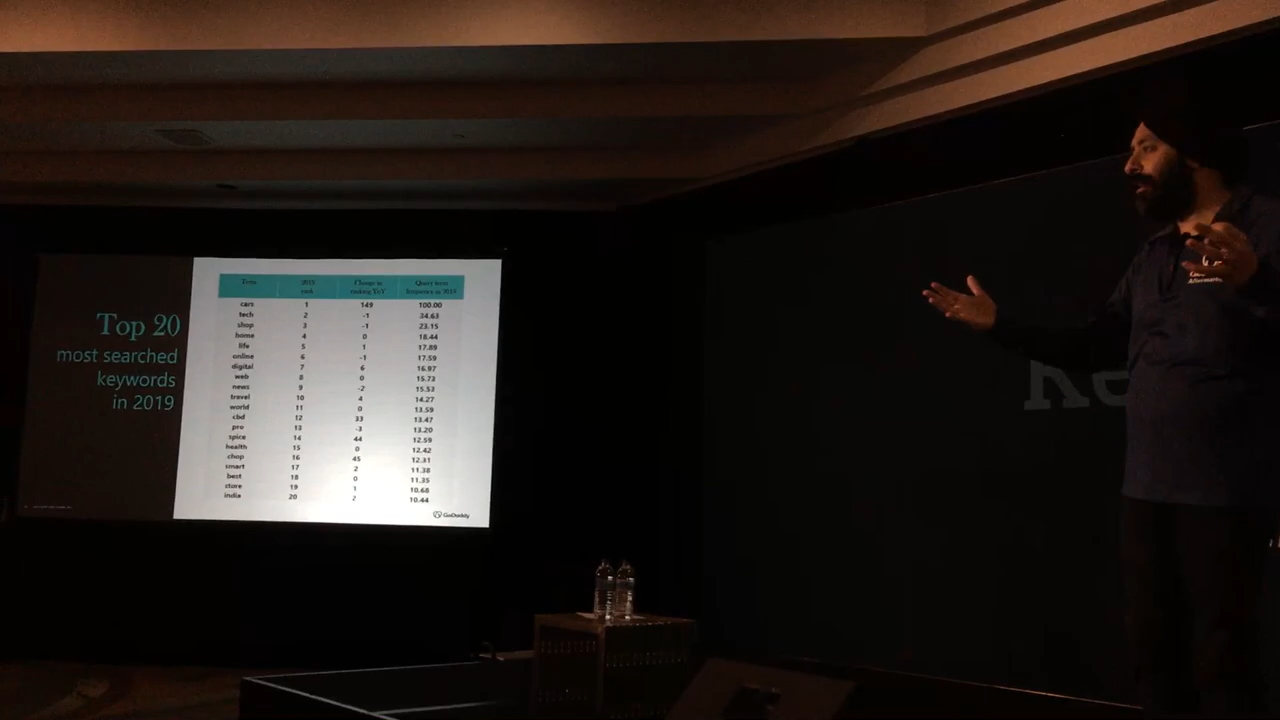 Top 20
most searched
keywords
in 2019
Term 2019 rank Change in ranking YoY Query term frequency in 2019
cars 1 149 100.00
tech 2 -1 34.63
shop 3 -1 23.15
home 4 0 18.44
life 5 1 17.89
online 6 -1 17.59
digital 7 6 16.97
web 8 0 15.73
news 9 -2 15.53
travel 10 4 14.27
world 11 0 13.59
cbd 12 33 13.47
pro 13 -3 13.20
spice 14 44 12.59
health 15 0 12.42
chop 16 45 12.31
smart 17 2 11.38
best 18 0 11.35
store 19 1 10.68
india 20 2 10.44
GoDaddy